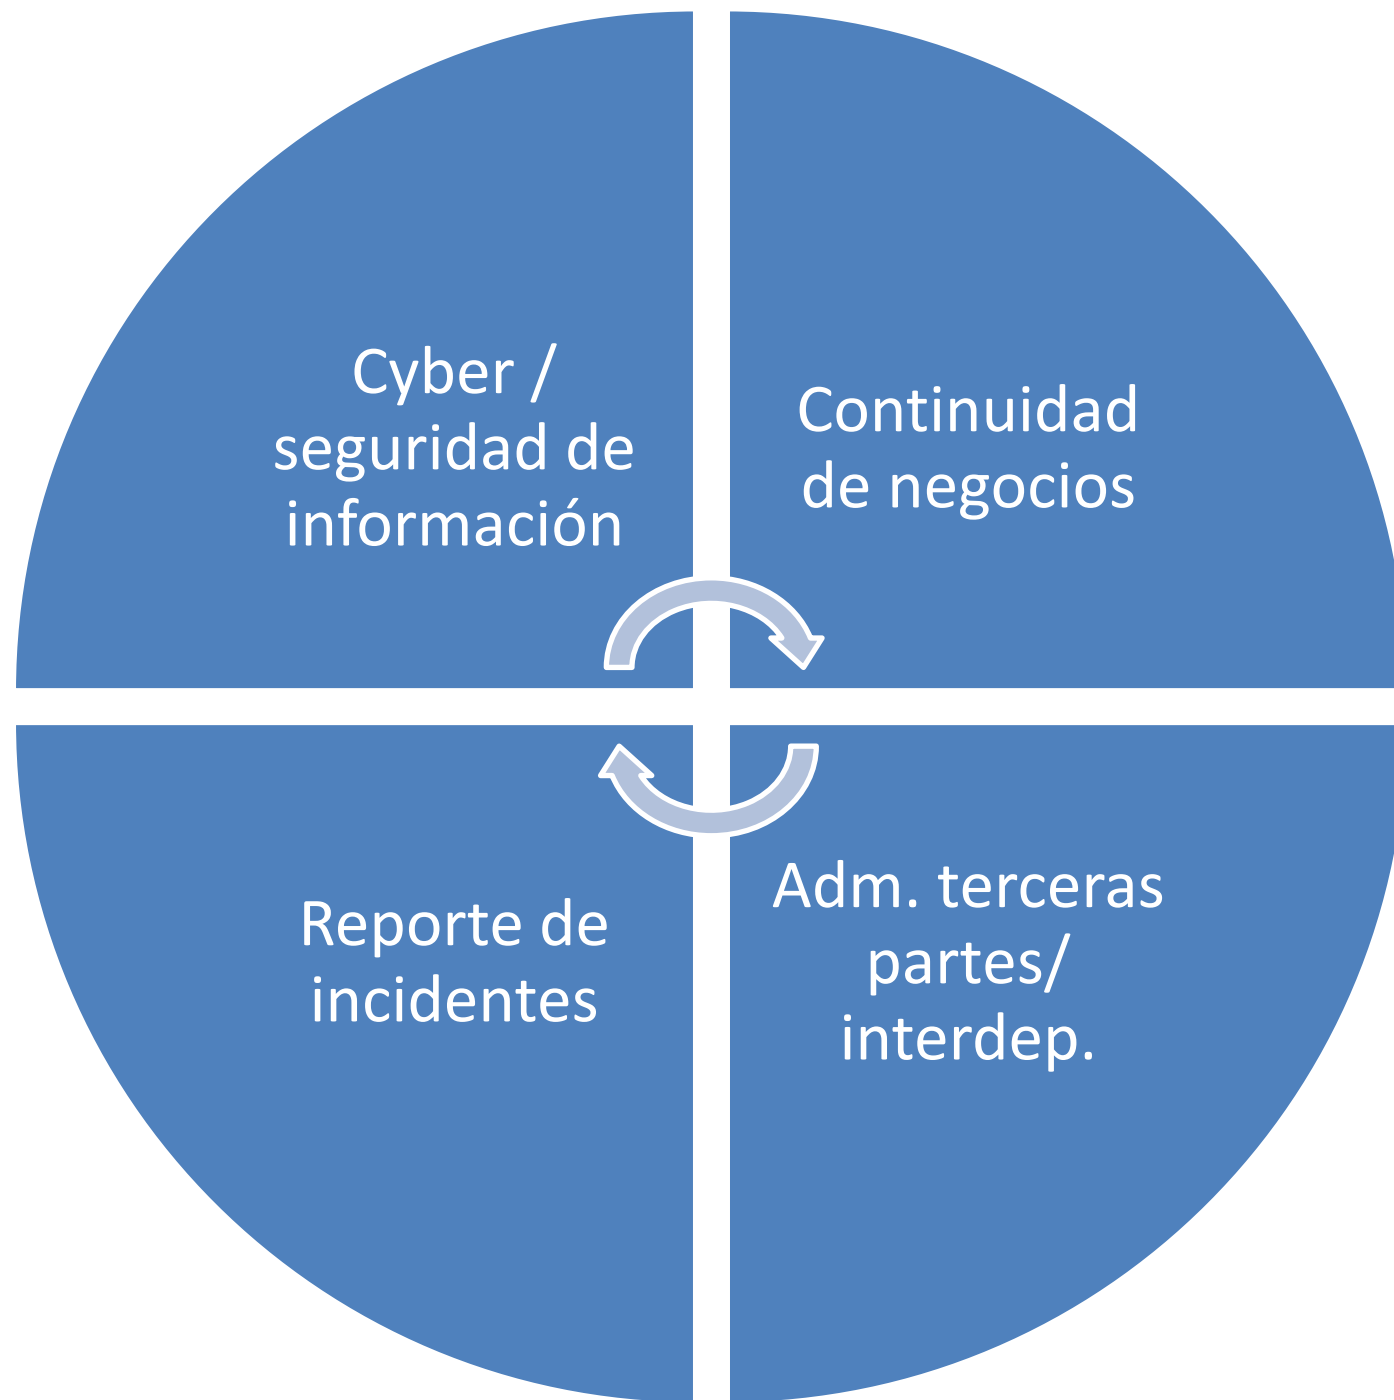 Cyber /
seguridad de
información
Continuidad
de negocios
Reporte de
incidentes
Adm. terceras
partes/
interdep.